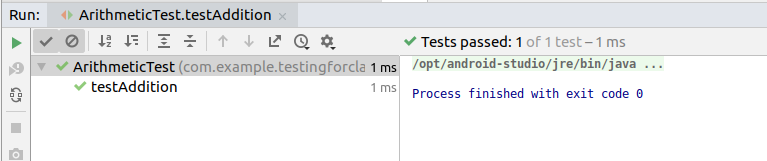 Run: ArithmeticTest.testAddition
Tests passed: 1 of 1 test – 1 ms
ArithmeticTest (com.example.testingforcla 1 ms
testAddition 1 ms
/opt/android-studio/jre/bin/java ...
Process finished with exit code 0